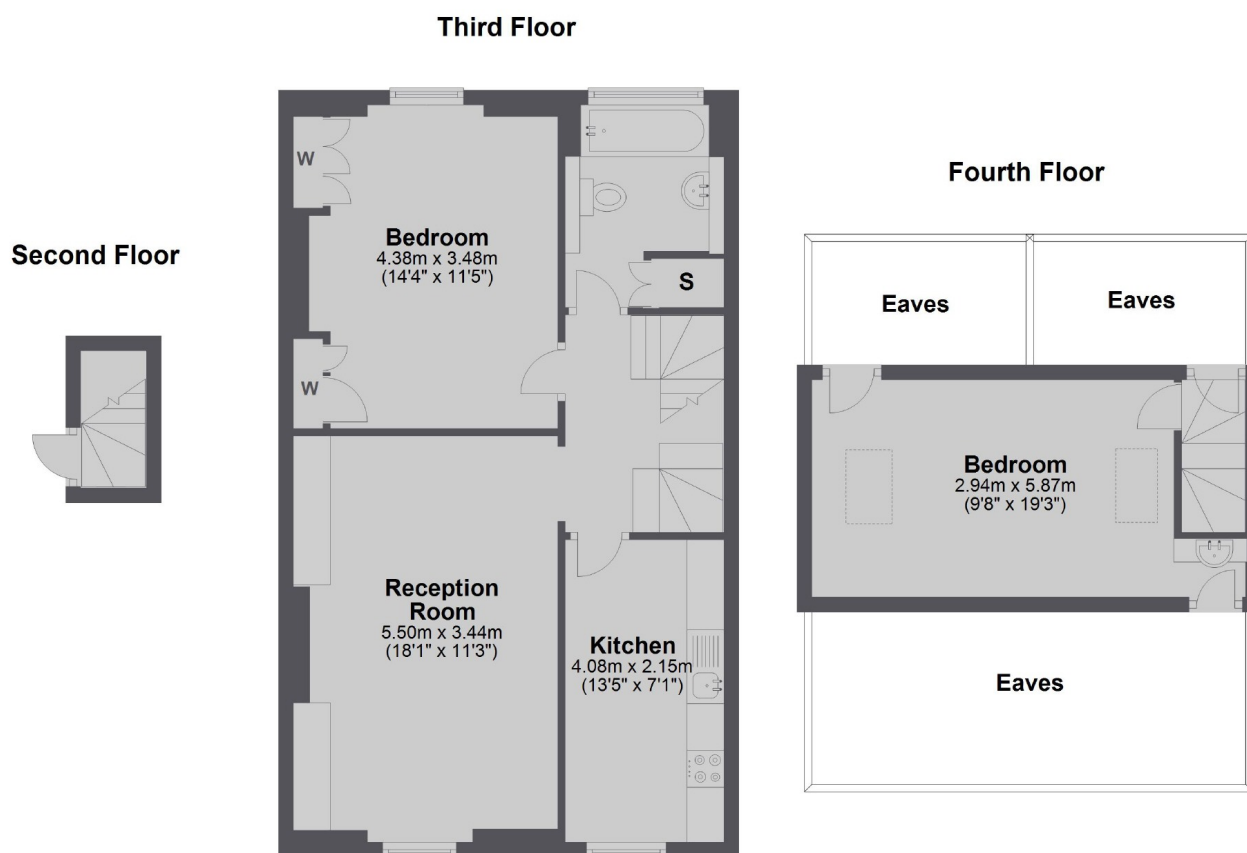 Third Floor
Second Floor
Fourth Floor
W
Bedroom
4.38m x 3.48m
(14'4" x 11'5")
S
W
Reception
Room
5.50m x 3.44m
(18'1" x 11'3")
Kitchen
4.08m x 2.15m
(13'5" x 7'1")
Eaves
Eaves
Bedroom
2.94m x 5.87m
(9'8" x 19'3")
Eaves